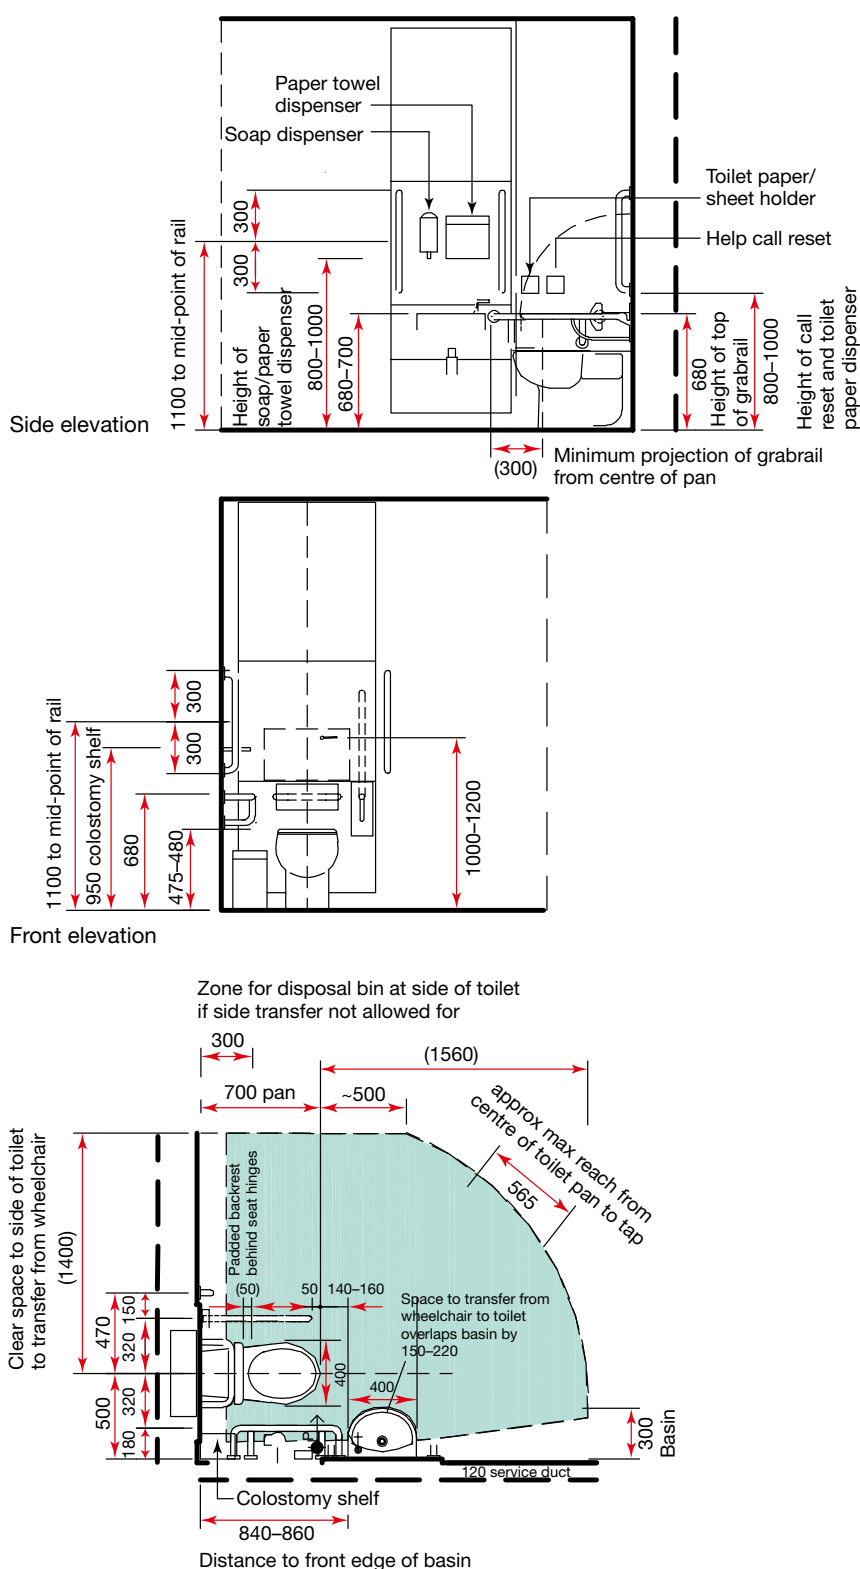 Paper towel
dispenser
Soap dispenser
Toilet paper/
sheet holder
Help call reset
300
300
1100 to mid-point of rail
Height of
soap/paper
towel dispenser
800–1000
680–700
680
Height of top
of grabrail
800–1000
Height of call
reset and toilet
paper dispenser
Side elevation
(300)
Minimum projection of grabrail
from centre of pan
300
300
1100 to mid-point of rail
950 colostomy shelf
680
475–480
1000–1200
Front elevation
Zone for disposal bin at side of toilet
if side transfer not allowed for
300
(1560)
700 pan
~500
approx max reach from
centre of toilet pan to tap
565
Clear space to side of toilet
to transfer from wheelchair
(1400)
Padded backrest
behind seat hinges
(50)
50
140–160
Space to transfer from
wheelchair to toilet
overlaps basin by
150–220
470
150
320
400
400
500
320
180
P
300
Basin
120 service duct
Colostomy shelf
840–860
Distance to front edge of basin